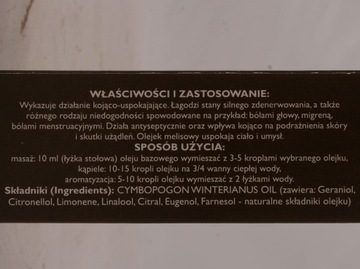 WŁAŚCIWOŚCI I ZASTOSOWANIE:
Wykazuje działanie kojąco-uspokajające. Łagodzi stany silnego zdenerwowania, a także
różnego rodzaju niedogodności spowodowane na przykład: bólami głowy, migreną,
bólami menstruacyjnymi. Działa antyseptycznie oraz wpływa kojąco na podrażnienia skóry
i skutki użądleń. Olejek melisowy uspokaja ciało i umysł.
SPOSÓB UŻYCIA:
masaż: 10 ml (łyżka stołowa) oleju bazowego wymieszać z 3-5 kroplami wybranego olejku,
kąpiele: 10-15 kropli olejku na 3/4 wanny ciepłej wody,
aromatyzacja: 5-10 kropli olejku wymieszać z 2 łyżkami wody.
Składniki (Ingredients): CYMBOPOGON WINTERIANUS OIL (zawiera: Geraniol,
Citronellol, Limonene, Linalool, Citral, Eugenol, Farnesol - naturalne składniki olejku)